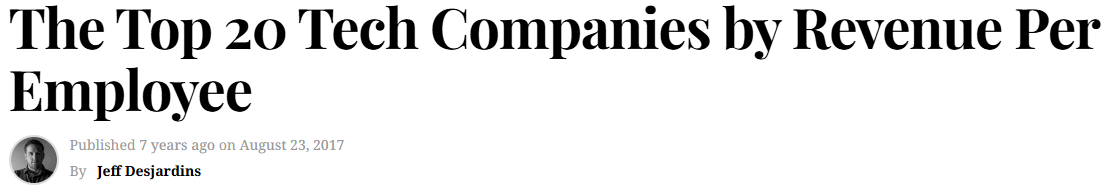 The Top 20 Tech Companies by Revenue Per
Employee
Published 7 years ago on August 23, 2017
By Jeff Desjardins